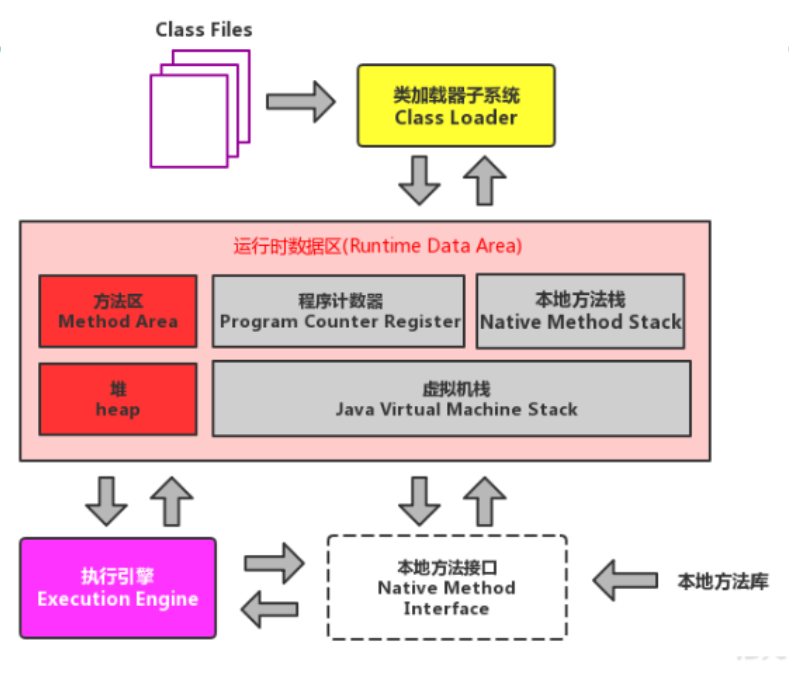 Class Files
类加载器子系统
Class Loader
运行时数据区(Runtime Data Area)
方法区
Method Area
程序计数器
Program Counter Register
本地方法栈
Native Method Stack
堆
heap
虚拟机栈
Java Virtual Machine Stack
执行引擎
Execution Engine
本地方法接口
Native Method
Interface
本地方法库